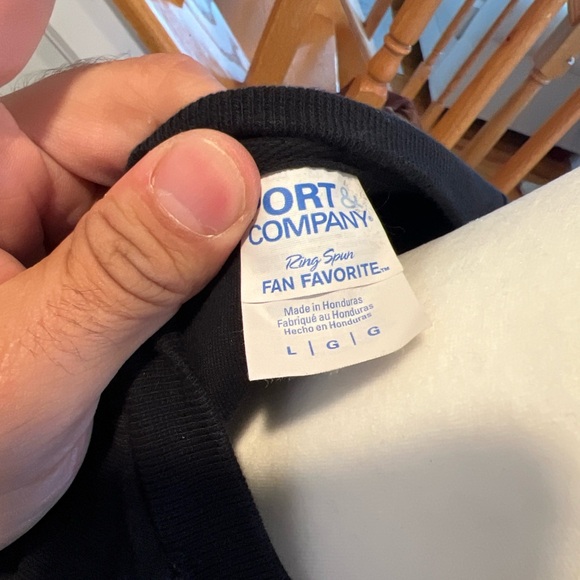 ORT &
COMPANY®
Ring Spun
FAN FAVORITE™
Made in Honduras
Fabriqué au Honduras
Hecho en Honduras
L | G | G